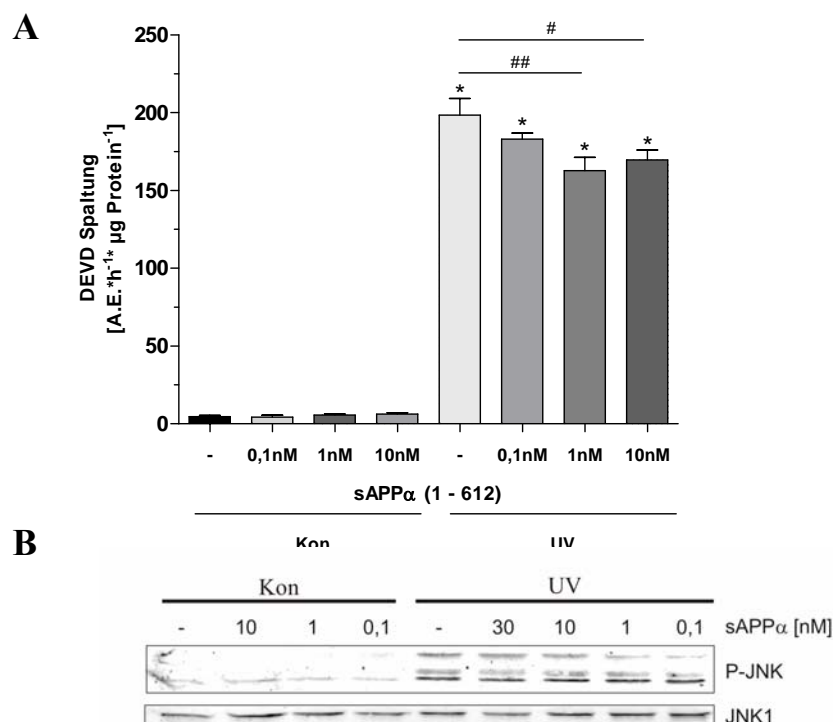 A
250
200
150
100
50
0
DEVD Spaltung
[A.E.*h-1* µg Protein-1]
#
##
* * * *
- 0,1nM 1nM 10nM - 0,1nM 1nM 10nM
sAPPα (1 - 612)
Kon UV
B
Kon UV
- 10 1 0,1 - 30 10 1 0,1 sAPPα [nM]
P-JNK
JNK1